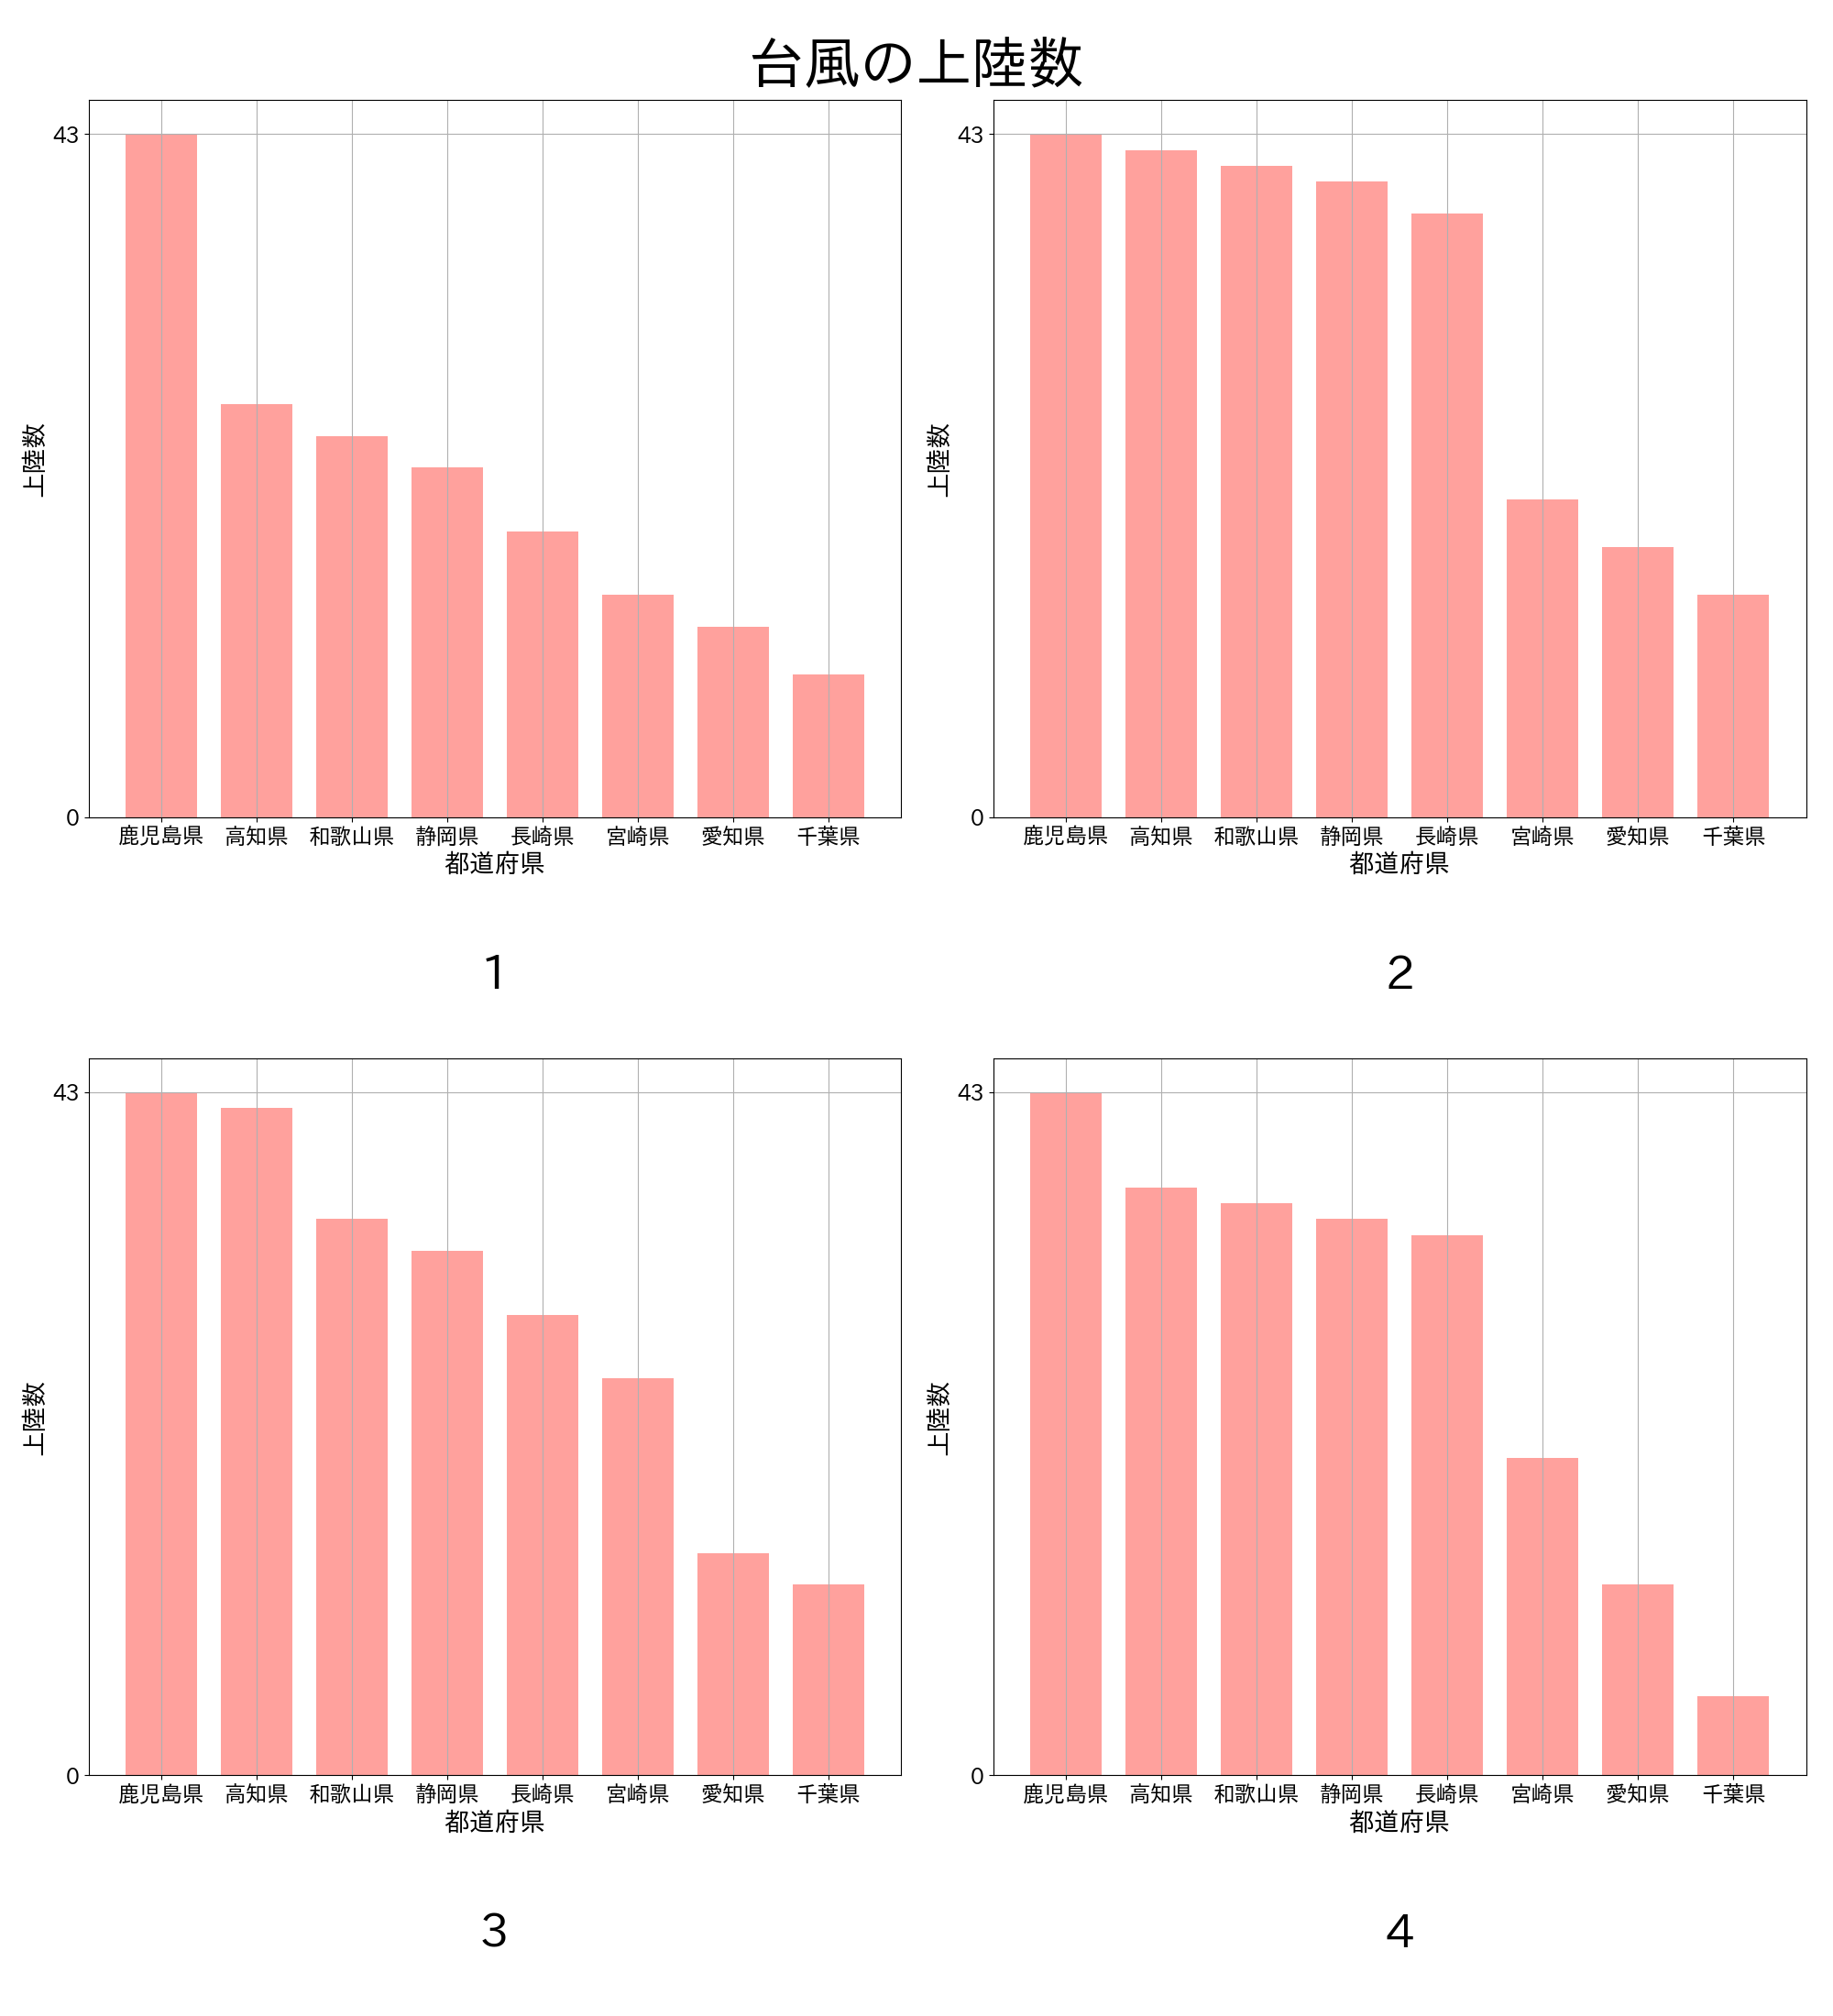 台風の上陸数
43
0
上陸数
鹿児島県 高知県 和歌山県 静岡県 長崎県 宮崎県 愛知県 千葉県
都道府県
1
43
0
上陸数
鹿児島県 高知県 和歌山県 静岡県 長崎県 宮崎県 愛知県 千葉県
都道府県
2
43
0
上陸数
鹿児島県 高知県 和歌山県 静岡県 長崎県 宮崎県 愛知県 千葉県
都道府県
3
43
0
上陸数
鹿児島県 高知県 和歌山県 静岡県 長崎県 宮崎県 愛知県 千葉県
都道府県
4